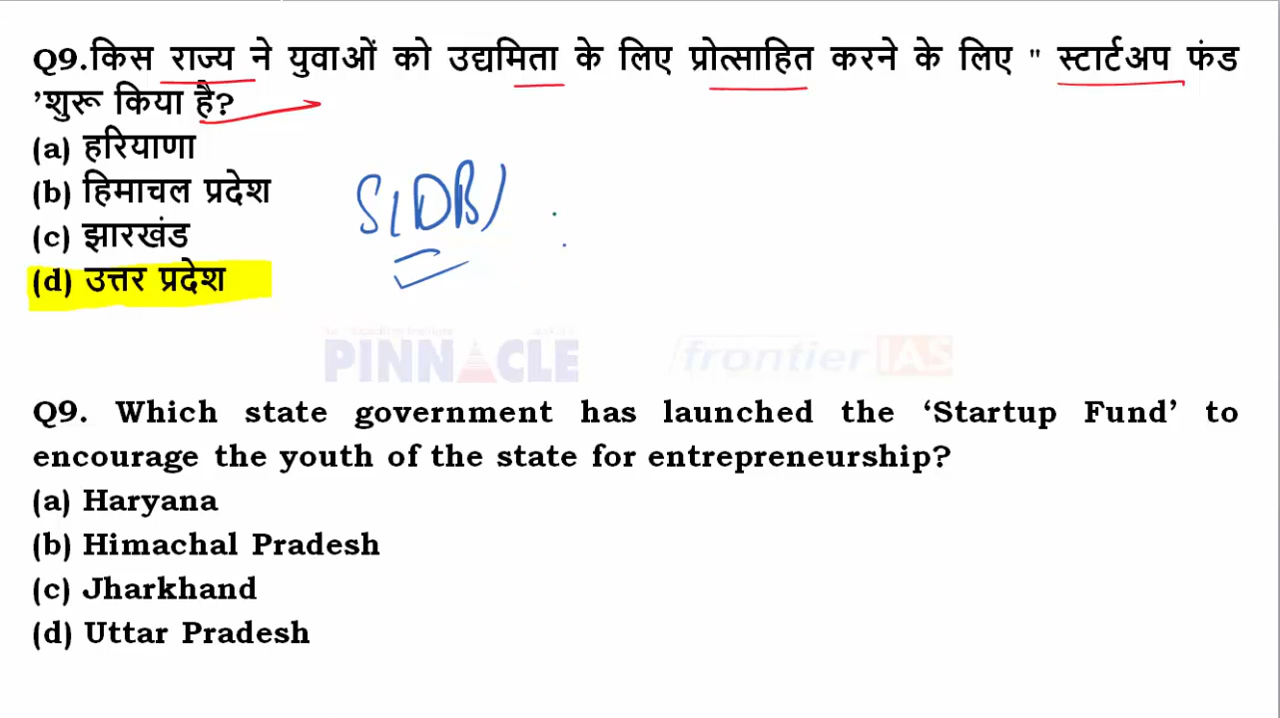 Q9.किस राज्य ने युवाओं को उद्यमिता के लिए प्रोत्साहित करने के लिए " स्टार्टअप फंड
’शुरू किया है?
(a) हरियाणा
(b) हिमाचल प्रदेश
(c) झारखंड
(d) उत्तर प्रदेश
SIDBI
PINNACLE frontier IAS
Q9. Which state government has launched the ‘Startup Fund’ to
encourage the youth of the state for entrepreneurship?
(a) Haryana
(b) Himachal Pradesh
(c) Jharkhand
(d) Uttar Pradesh